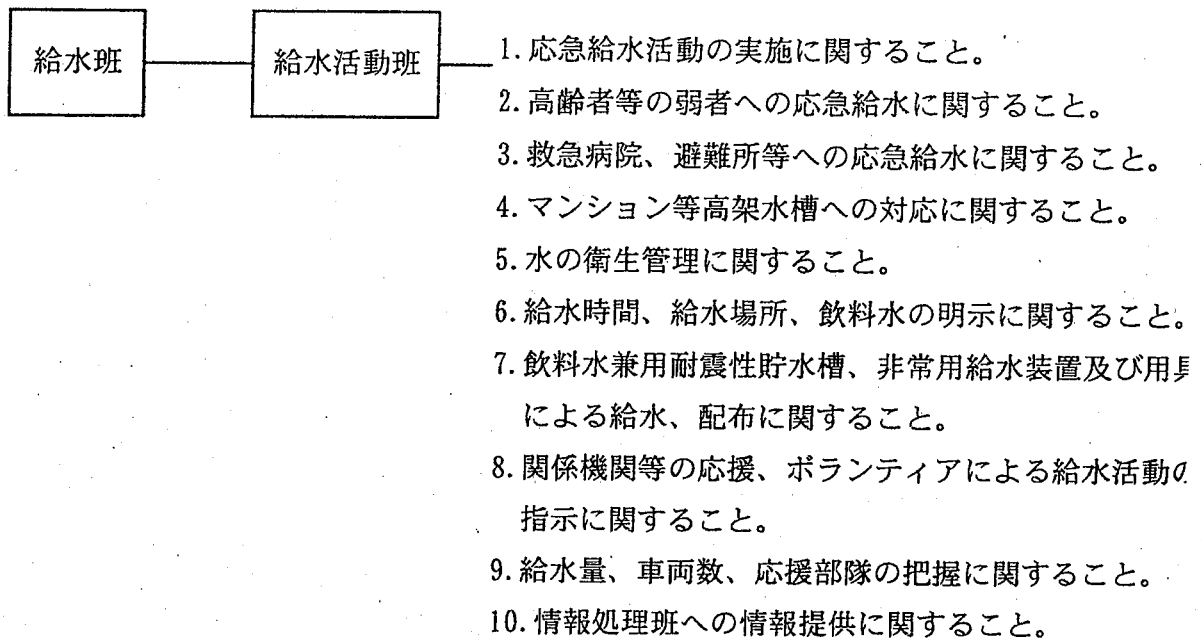 給水班
給水活動班
1.応急給水活動の実施に関すること。
2.高齢者等の弱者への応急給水に関すること。
3.救急病院、避難所等への応急給水に関すること。
4.マンション等高架水槽への対応に関すること。
5.水の衛生管理に関すること。
6.給水時間、給水場所、飲料水の明示に関すること。
7.飲料水兼用耐震性貯水槽、非常用給水装置及び用具
による給水、配布に関すること。
8.関係機関等の応援、ボランティアによる給水活動の
指示に関すること。
9.給水量、車両数、応援部隊の把握に関すること。
10.情報処理班への情報提供に関すること。